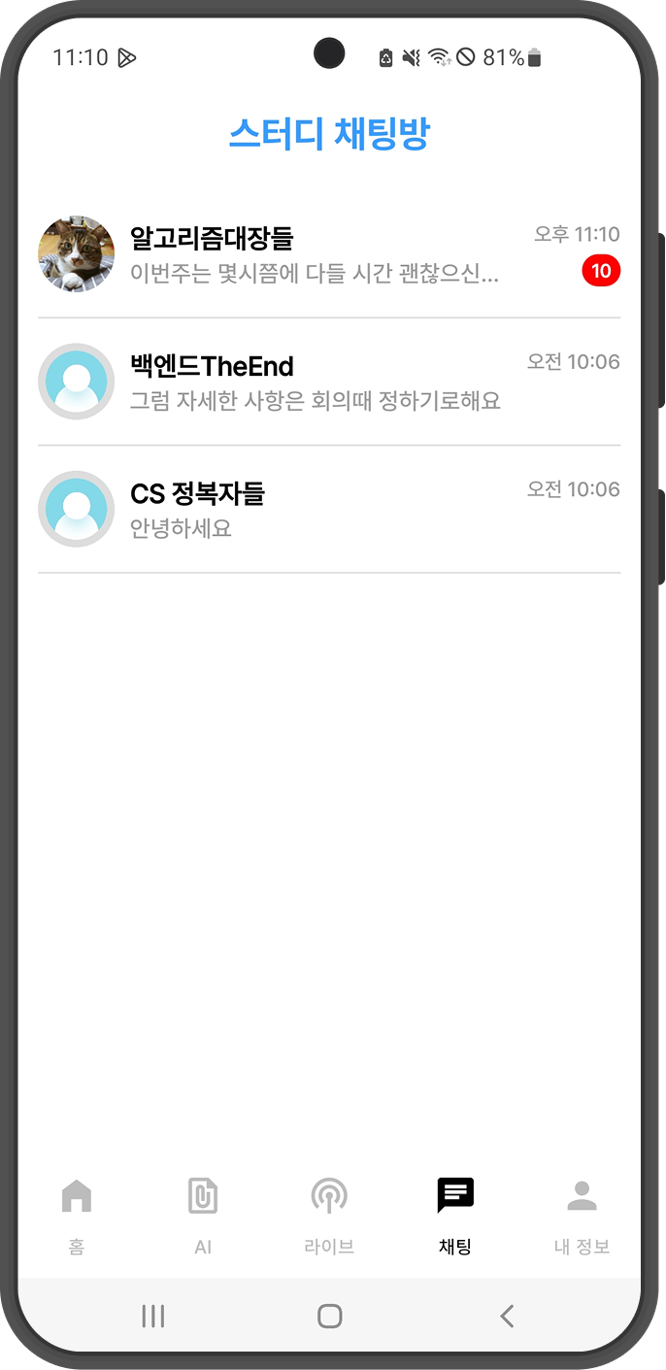 11:10 81%
스터디 채팅방
알고리즘대장들 오후 11:10
이번주는 몇시쯤에 다들 시간 괜찮으신... 10
백엔드TheEnd 오전 10:06
그럼 자세한 사항은 회의때 정하기로해요
CS 정복자들 오전 10:06
안녕하세요
홈 AI 라이브 채팅 내 정보